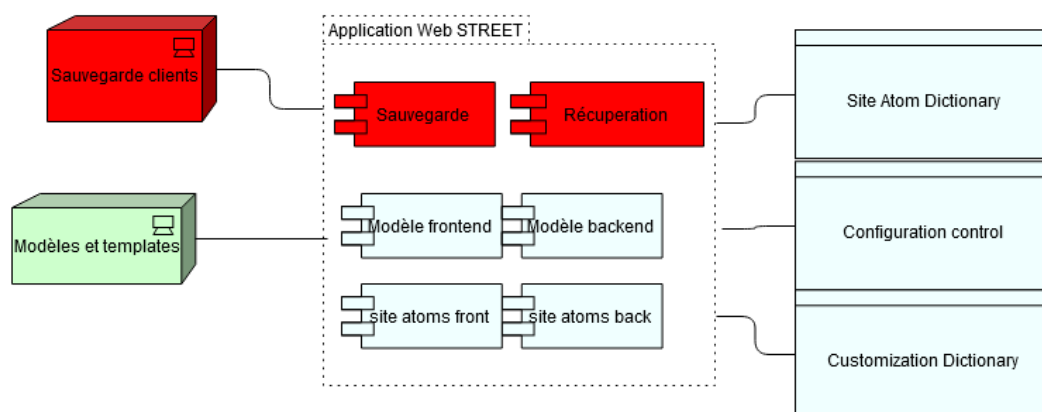 Application Web STREET
Sauvegarde clients
Sauvegarde
Récuperation
Site Atom Dictionary
Modèles et templates
Modèle frontend
Modèle backend
Configuration control
site atoms front
site atoms back
Customization Dictionary